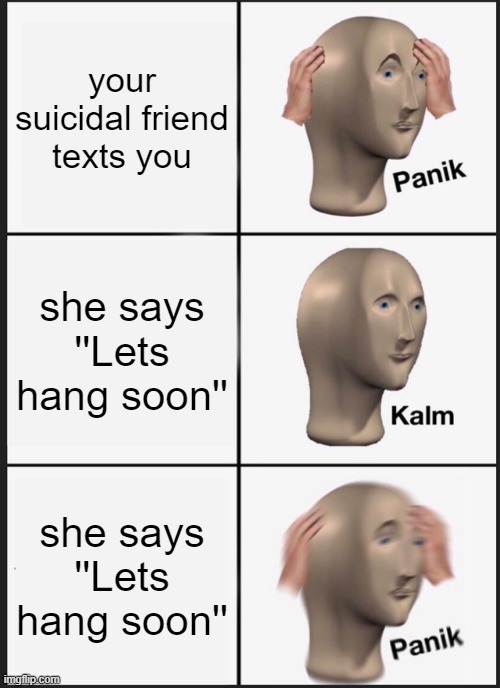 your
suicidal friend
texts you
Panik
she says
"Lets
hang soon"
Kalm
she says
"Lets
hang soon"
Panik
imgflip.com